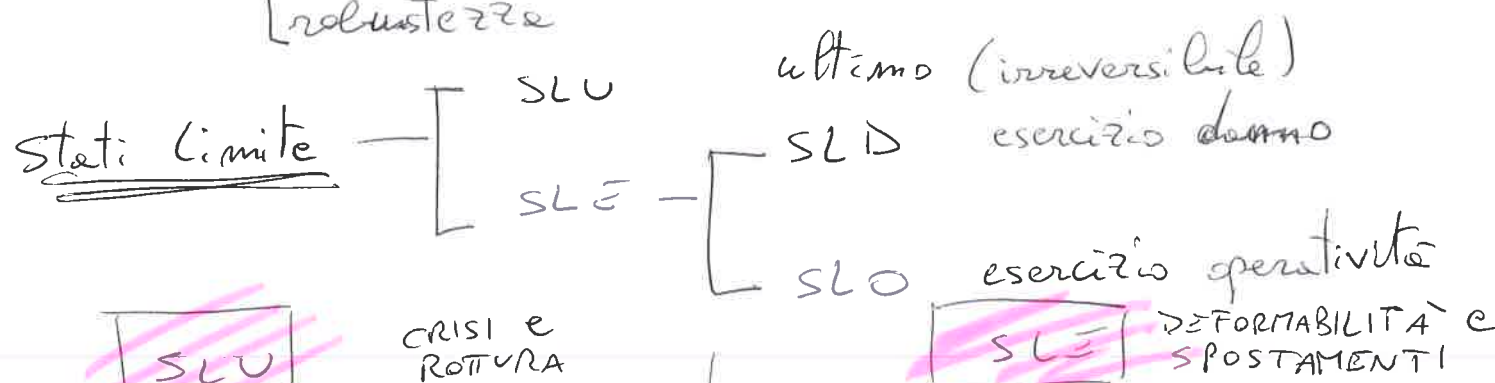 robustezza
SLU ultimo (irreversibile)
Stati limite
SLD esercizio danno
SLE
SLO esercizio operatività
SLU CRISI e ROTTURA
SLE DEFORMABILITÀ e SPOSTAMENTI